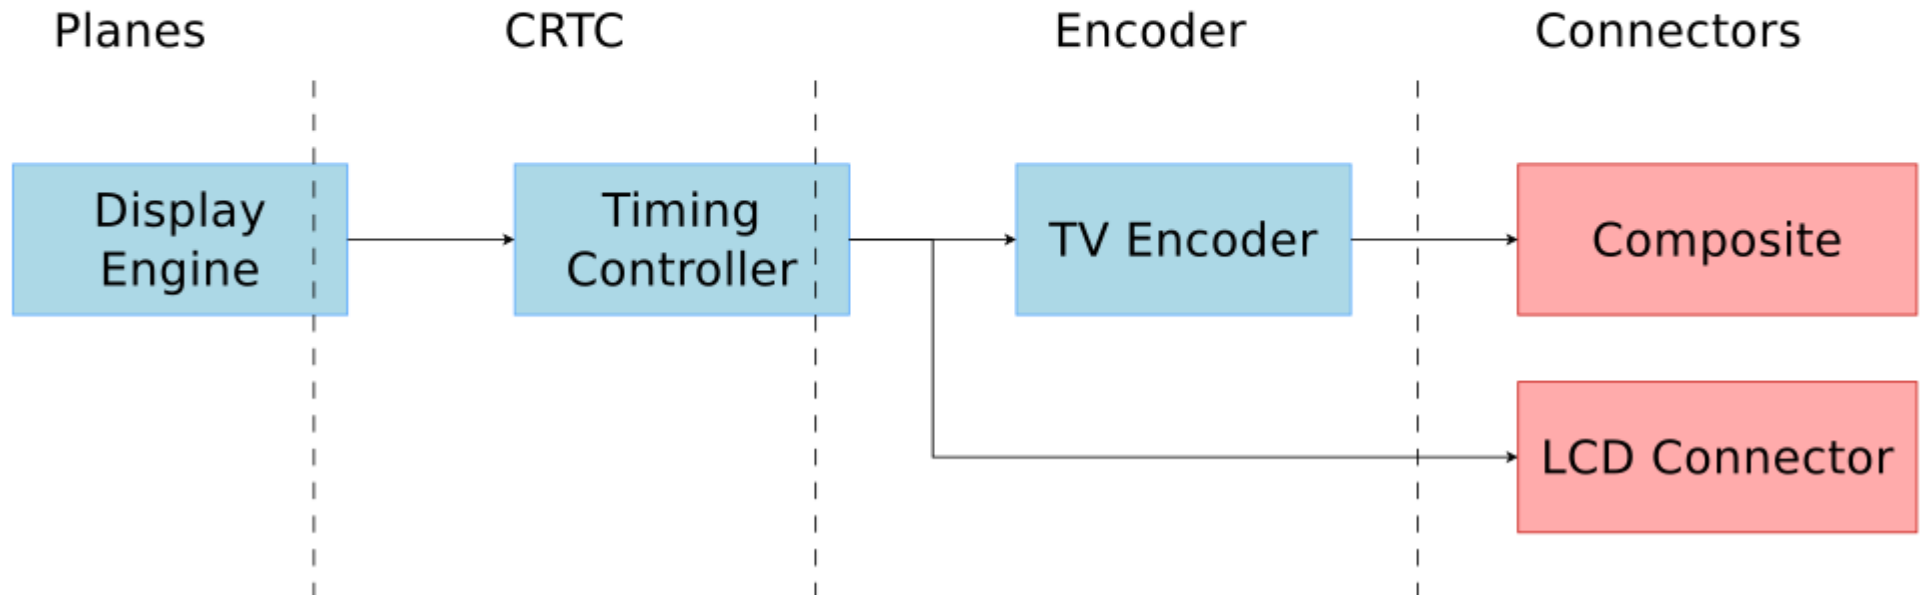 Planes
CRTC
Encoder
Connectors
Display
Engine
Timing
Controller
TV Encoder
Composite
LCD Connector